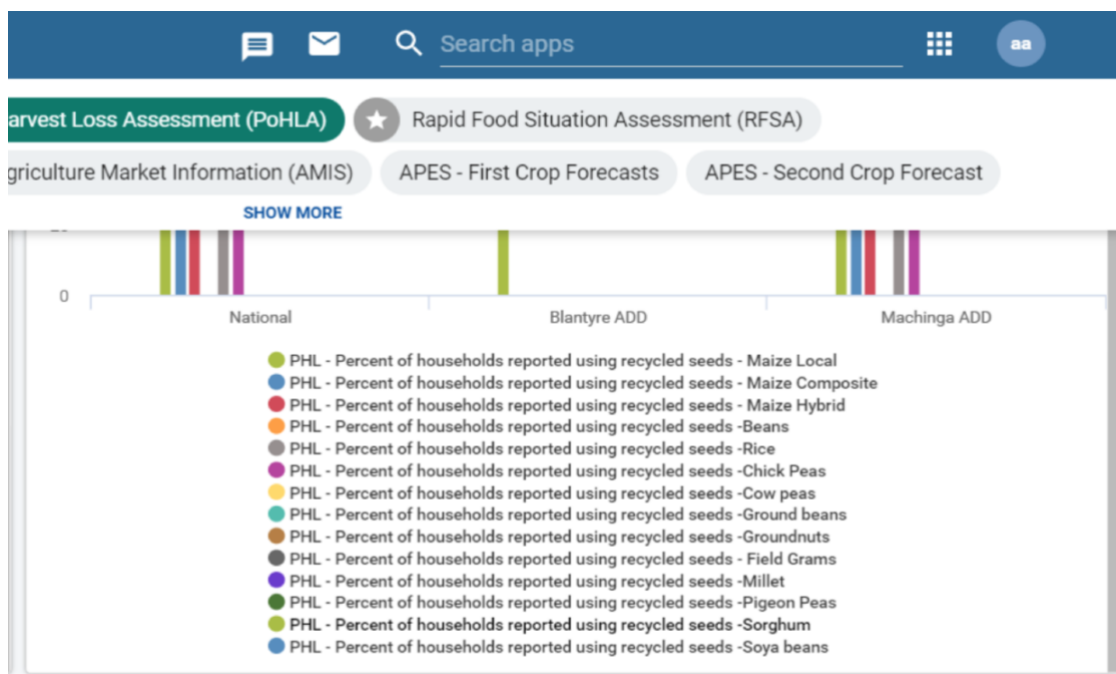 Search apps
aa
arvest Loss Assessment (PoHLA)
Rapid Food Situation Assessment (RFSA)
griculture Market Information (AMIS)
APES - First Crop Forecasts
APES - Second Crop Forecast
SHOW MORE
0
National
Blantyre ADD
Machinga ADD
PHL - Percent of households reported using recycled seeds - Maize Local
PHL - Percent of households reported using recycled seeds - Maize Composite
PHL - Percent of households reported using recycled seeds - Maize Hybrid
PHL - Percent of households reported using recycled seeds -Beans
PHL - Percent of households reported using recycled seeds -Rice
PHL - Percent of households reported using recycled seeds -Chick Peas
PHL - Percent of households reported using recycled seeds -Cow peas
PHL - Percent of households reported using recycled seeds -Ground beans
PHL - Percent of households reported using recycled seeds -Groundnuts
PHL - Percent of households reported using recycled seeds - Field Grams
PHL - Percent of households reported using recycled seeds -Millet
PHL - Percent of households reported using recycled seeds -Pigeon Peas
PHL - Percent of households reported using recycled seeds -Sorghum
PHL - Percent of households reported using recycled seeds -Soya beans